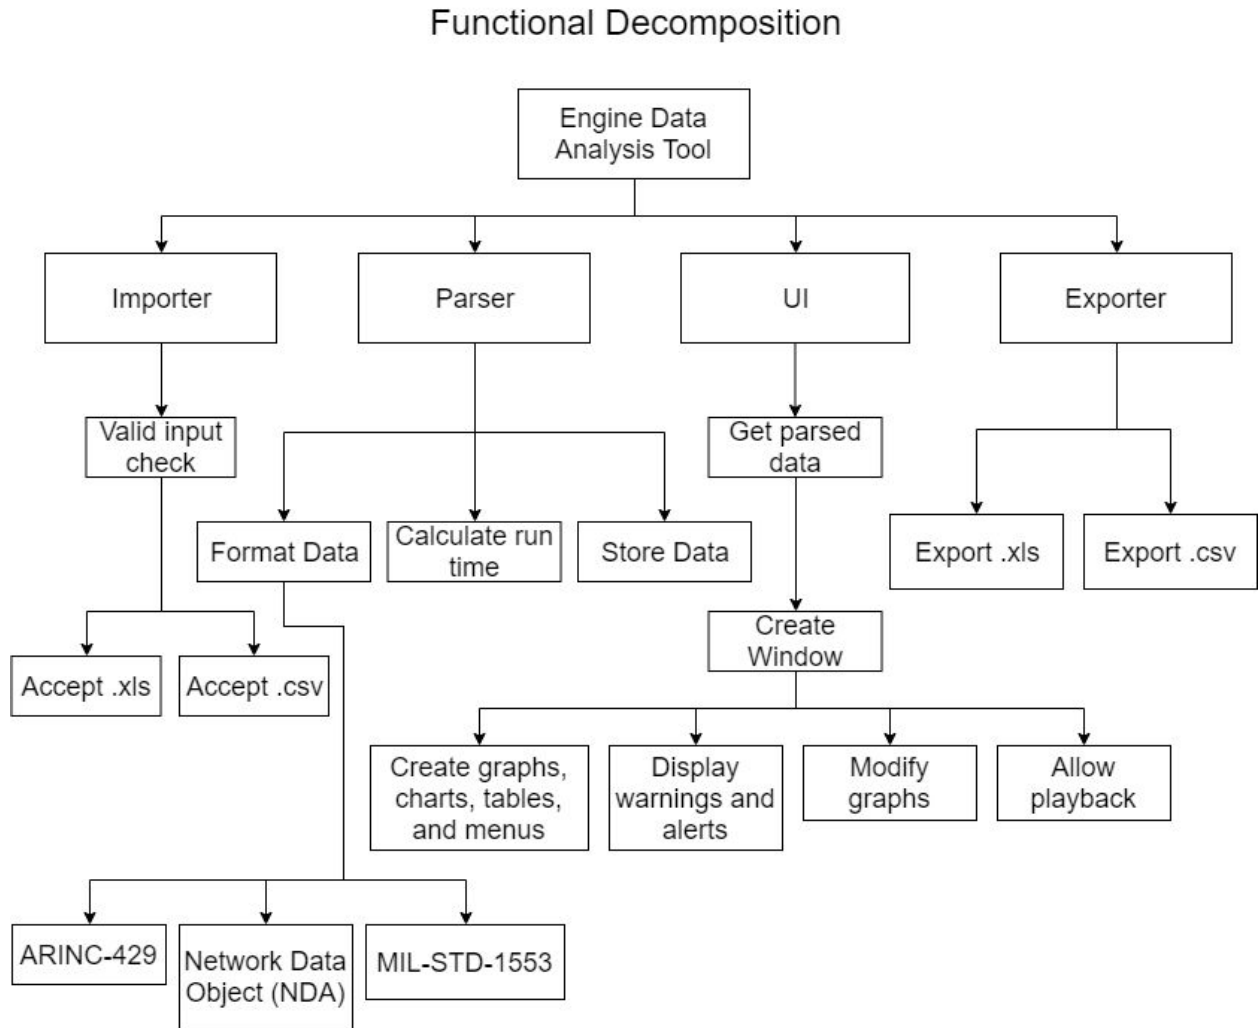 Functional Decomposition
Engine Data
Analysis Tool
Importer
Parser
UI
Exporter
Valid input
check
Get parsed
data
Format Data
Calculate run
time
Store Data
Export .xls
Export .csv
Create
Window
Accept .xls
Accept .csv
Create graphs,
charts, tables,
and menus
Display
warnings and
alerts
Modify
graphs
Allow
playback
ARINC-429
Network Data
Object (NDA)
MIL-STD-1553